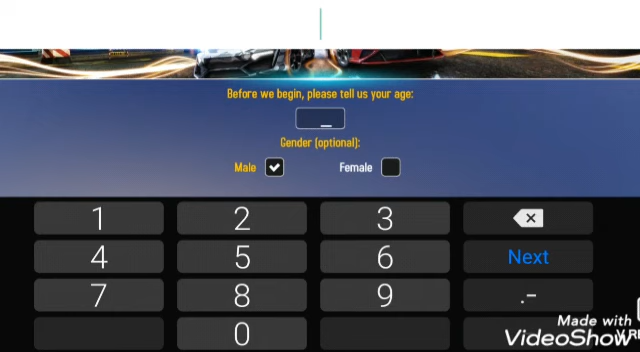 Before we begin, please tell us your age:
Gender (optional):
Male Female
1 2 3
4 5 6 Next
7 8 9 .-
0
Made with
VideoShow